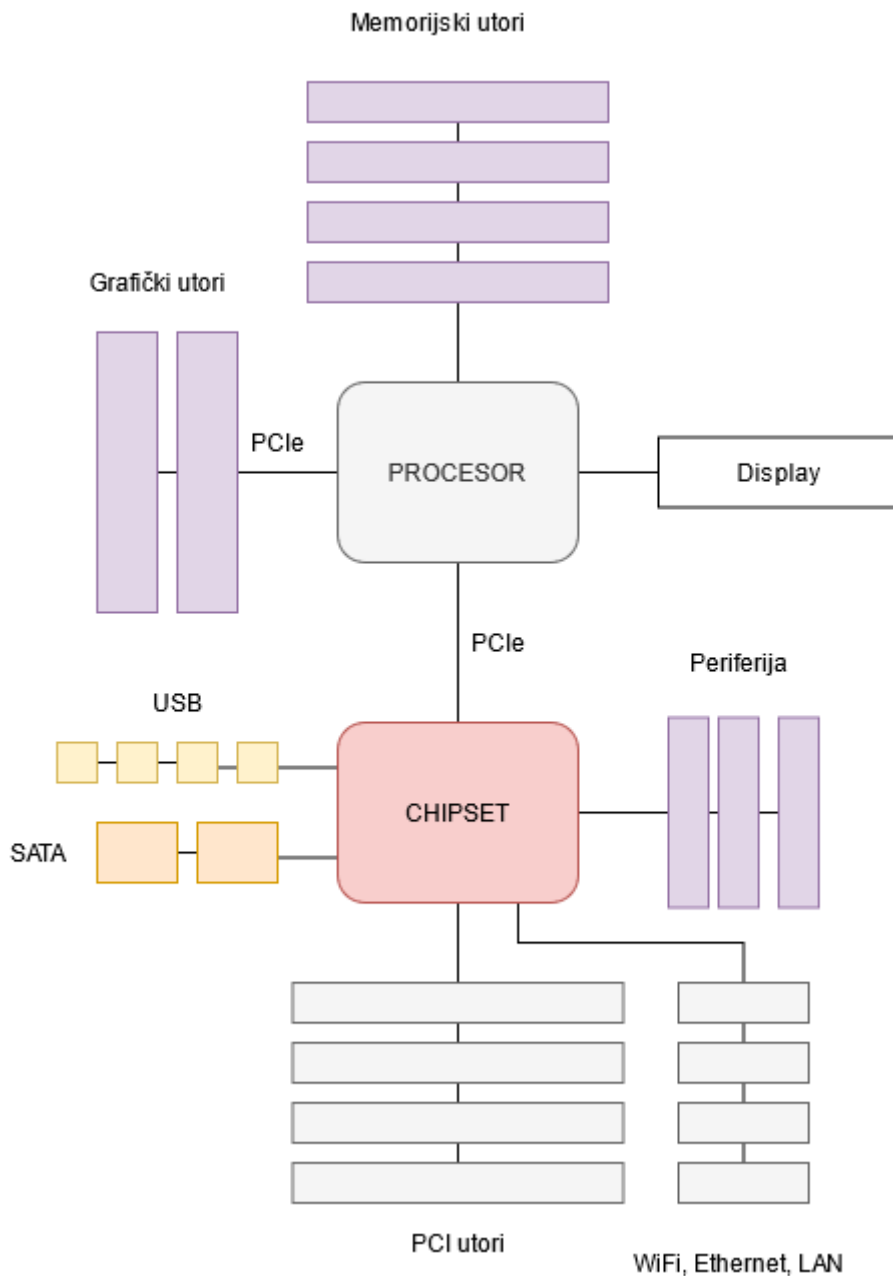 Memorijski utori
Grafički utori
PCIe
PROCESOR
Display
PCIe
Periferija
USB
CHIPSET
SATA
PCI utori
WiFi, Ethernet, LAN